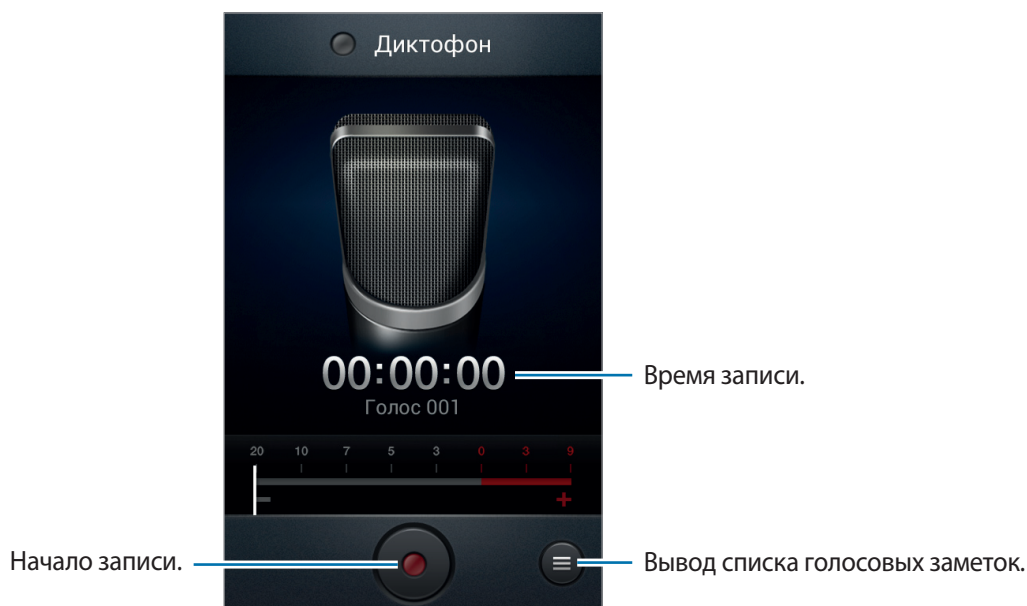 Диктофон
00:00:00
Время записи.
Голос 001
20 10 7 5 3 0 3 9
- +
Начало записи.
Вывод списка голосовых заметок.